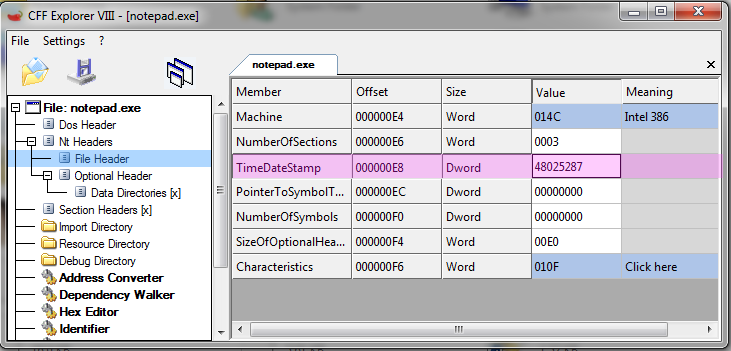 CFF Explorer VIII - [notepad.exe]
File Settings ?
notepad.exe
File: notepad.exe
Dos Header
Nt Headers
File Header
Optional Header
Data Directories [x]
Section Headers [x]
Import Directory
Resource Directory
Debug Directory
Address Converter
Dependency Walker
Hex Editor
Identifier
Member Offset Size Value Meaning
Machine 000000E4 Word 014C Intel 386
NumberOfSections 000000E6 Word 0003
TimeDateStamp 000000E8 Dword 48025287
PointerToSymbolT... 000000EC Dword 00000000
NumberOfSymbols 000000F0 Dword 00000000
SizeOfOptionalHea... 000000F4 Word 00E0
Characteristics 000000F6 Word 010F Click here